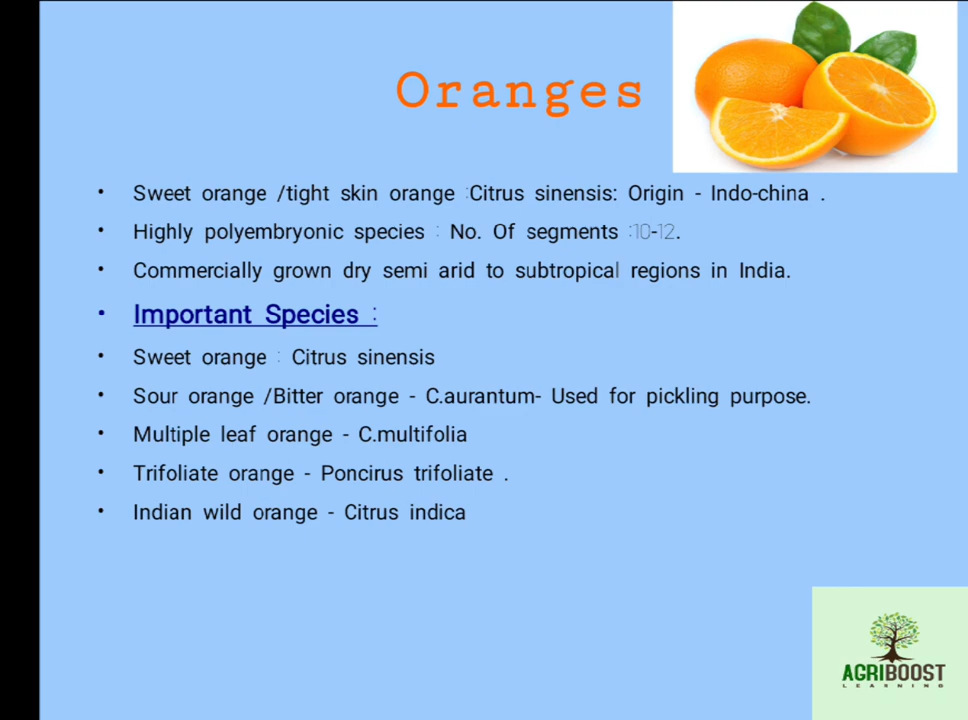 Oranges
• Sweet orange /tight skin orange :Citrus sinensis: Origin - Indo-china .
• Highly polyembryonic species : No. Of segments :10-12.
• Commercially grown dry semi arid to subtropical regions in India.
• Important Species :
• Sweet orange : Citrus sinensis
• Sour orange /Bitter orange - C.aurantum- Used for pickling purpose.
• Multiple leaf orange - C.multifolia
• Trifoliate orange - Poncirus trifoliate .
• Indian wild orange - Citrus indica
AGRIBOOST
LEARNING